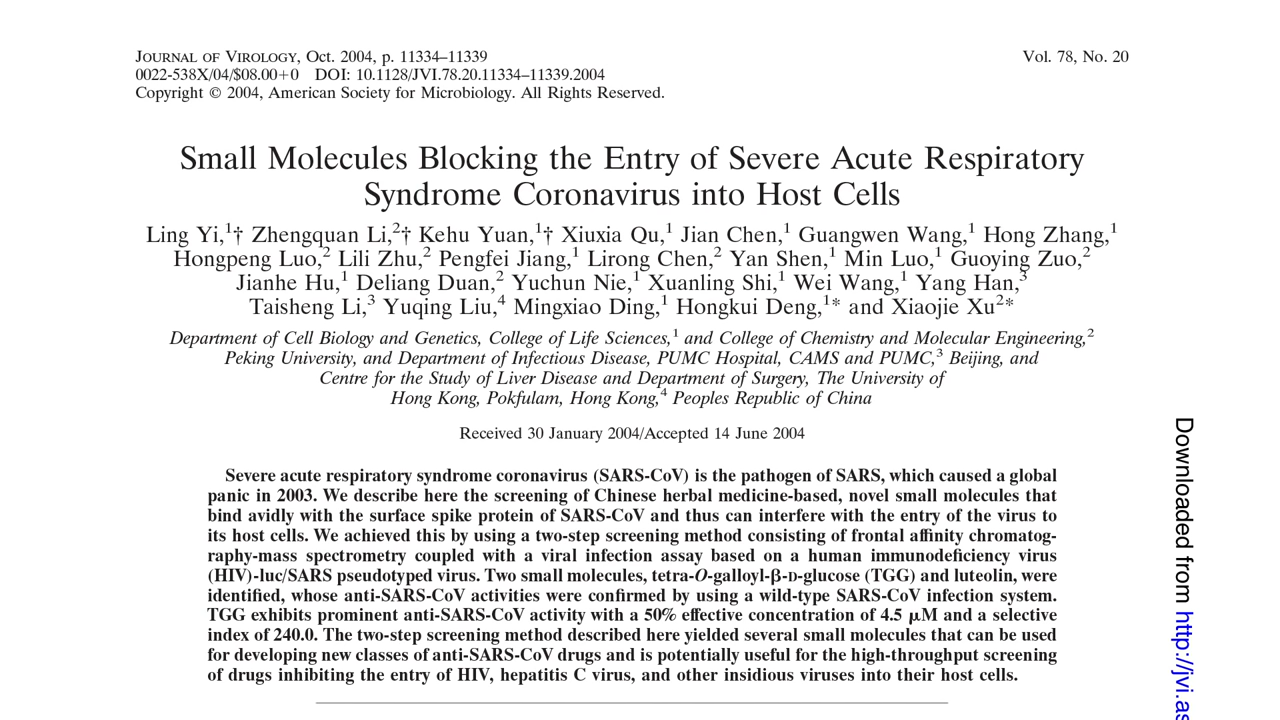 JOURNAL OF VIROLOGY, Oct. 2004, p. 11334–11339
Vol. 78, No. 20
0022-538X/04/$08.00+0 DOI: 10.1128/JVI.78.20.11334–11339.2004
Copyright © 2004, American Society for Microbiology. All Rights Reserved.
Small Molecules Blocking the Entry of Severe Acute Respiratory
Syndrome Coronavirus into Host Cells
Ling Yi,1† Zhengquan Li,2† Kehu Yuan,1† Xiuxia Qu,1 Jian Chen,1 Guangwen Wang,1 Hong Zhang,1
Hongpeng Luo,2 Lili Zhu,2 Pengfei Jiang,1 Lirong Chen,2 Yan Shen,1 Min Luo,1 Guoying Zuo,2
Jianhe Hu,1 Deliang Duan,2 Yuchun Nie,1 Xuanling Shi,1 Wei Wang,1 Yang Han,3
Taisheng Li,3 Yuqing Liu,4 Mingxiao Ding,1 Hongkui Deng,1* and Xiaojie Xu2*
Department of Cell Biology and Genetics, College of Life Sciences,1 and College of Chemistry and Molecular Engineering,2
Peking University, and Department of Infectious Disease, PUMC Hospital, CAMS and PUMC,3 Beijing, and
Centre for the Study of Liver Disease and Department of Surgery, The University of
Hong Kong, Pokfulam, Hong Kong,4 Peoples Republic of China
Received 30 January 2004/Accepted 14 June 2004
Severe acute respiratory syndrome coronavirus (SARS-CoV) is the pathogen of SARS, which caused a global
panic in 2003. We describe here the screening of Chinese herbal medicine-based, novel small molecules that
bind avidly with the surface spike protein of SARS-CoV and thus can interfere with the entry of the virus to
its host cells. We achieved this by using a two-step screening method consisting of frontal affinity chromatog-
raphy-mass spectrometry coupled with a viral infection assay based on a human immunodeficiency virus
(HIV)-luc/SARS pseudotyped virus. Two small molecules, tetra-O-galloyl-β-D-glucose (TGG) and luteolin, were
identified, whose anti-SARS-CoV activities were confirmed by using a wild-type SARS-CoV infection system.
TGG exhibits prominent anti-SARS-CoV activity with a 50% effective concentration of 4.5 μM and a selective
index of 240.0. The two-step screening method described here yielded several small molecules that can be used
for developing new classes of anti-SARS-CoV drugs and is potentially useful for the high-throughput screening
of drugs inhibiting the entry of HIV, hepatitis C virus, and other insidious viruses into their host cells.
Downloaded from http://jvi.as